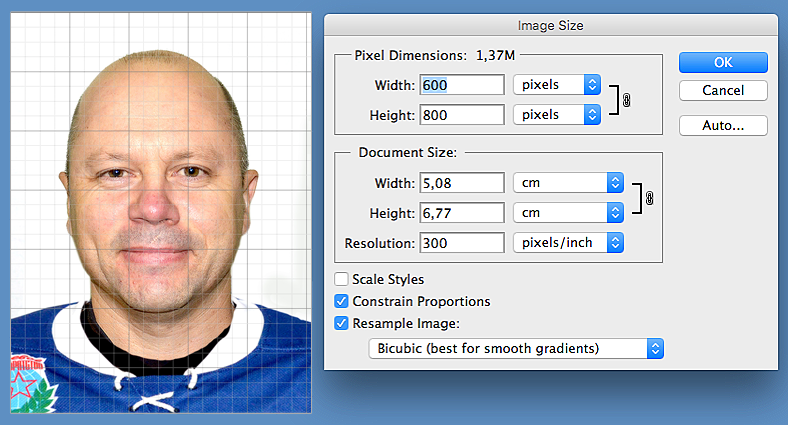 Image Size
Pixel Dimensions: 1,37M
Width: 600 pixels
Height: 800 pixels
Document Size:
Width: 5,08 cm
Height: 6,77 cm
Resolution: 300 pixels/inch
Scale Styles
Constrain Proportions
Resample Image:
Bicubic (best for smooth gradients)
OK
Cancel
Auto...